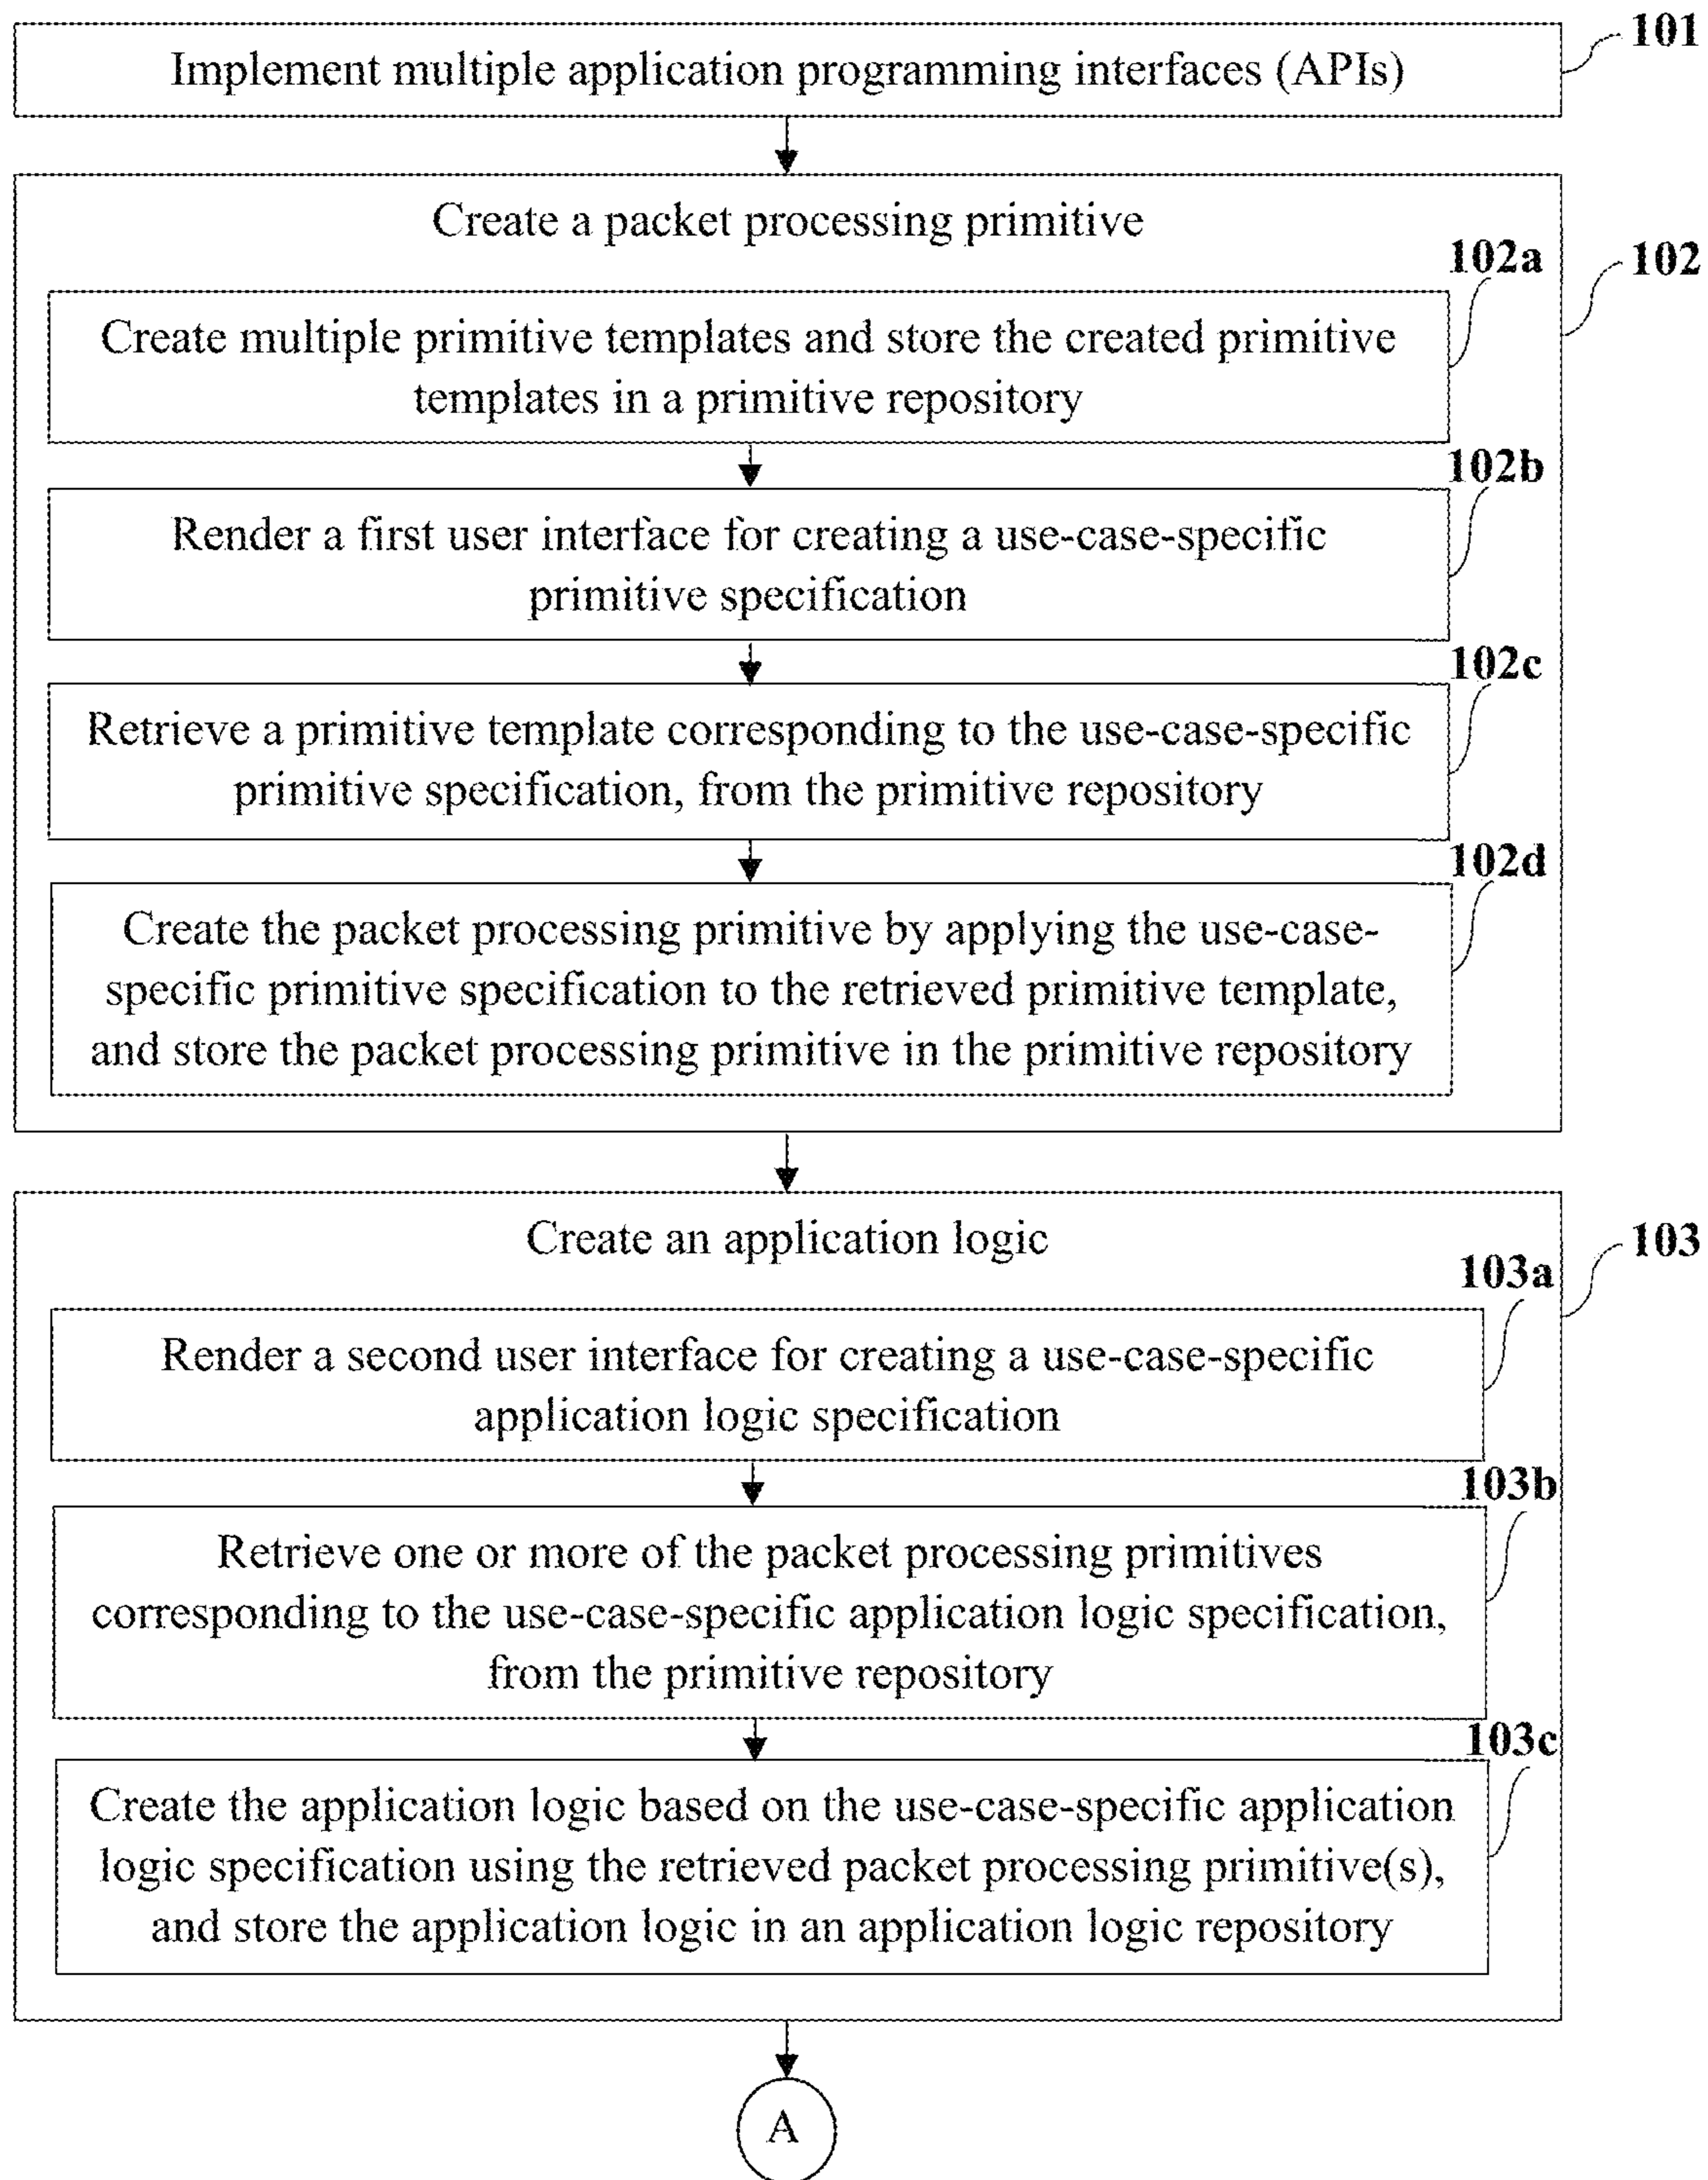 101
Implement multiple application programming interfaces (APIs)
Create a packet processing primitive
102
102a
Create multiple primitive templates and store the created primitive
templates in a primitive repository
102b
Render a first user interface for creating a use-case-specific
primitive specification
102c
Retrieve a primitive template corresponding to the use-case-specific
primitive specification, from the primitive repository
102d
Create the packet processing primitive by applying the use-case-
specific primitive specification to the retrieved primitive template,
and store the packet processing primitive in the primitive repository
Create an application logic
103
103a
Render a second user interface for creating a use-case-specific
application logic specification
103b
Retrieve one or more of the packet processing primitives
corresponding to the use-case-specific application logic specification,
from the primitive repository
103c
Create the application logic based on the use-case-specific application
logic specification using the retrieved packet processing primitive(s),
and store the application logic in an application logic repository
A